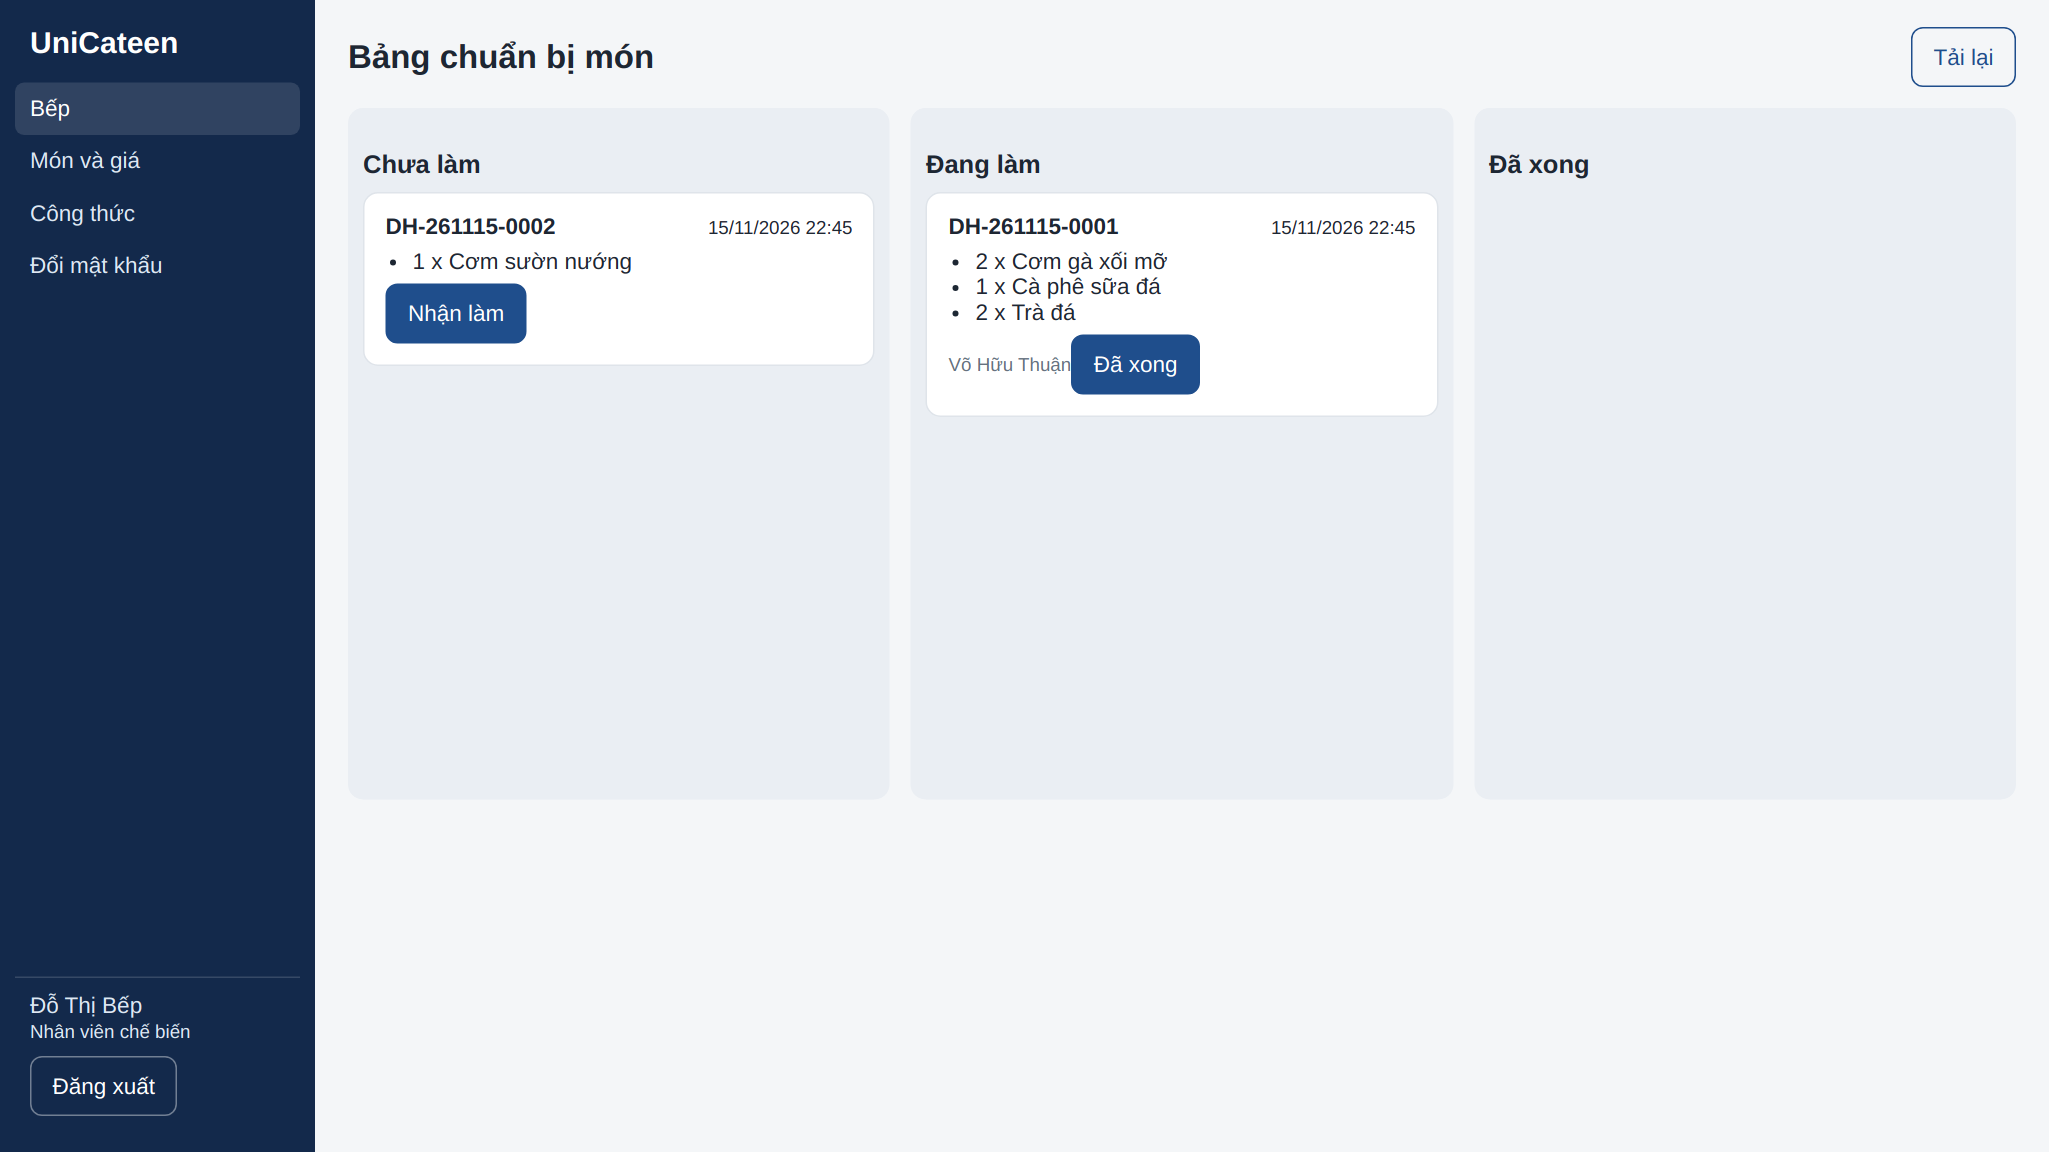 UniCateen
Bếp
Món và giá
Công thức
Đổi mật khẩu
Đỗ Thị Bếp
Nhân viên chế biến
Đăng xuất
Bảng chuẩn bị món
Tải lại
Chưa làm
DH-261115-0002 15/11/2026 22:45
• 1 x Cơm sườn nướng
Nhận làm
Đang làm
DH-261115-0001 15/11/2026 22:45
• 2 x Cơm gà xối mỡ
• 1 x Cà phê sữa đá
• 2 x Trà đá
Võ Hữu Thuận Đã xong
Đã xong